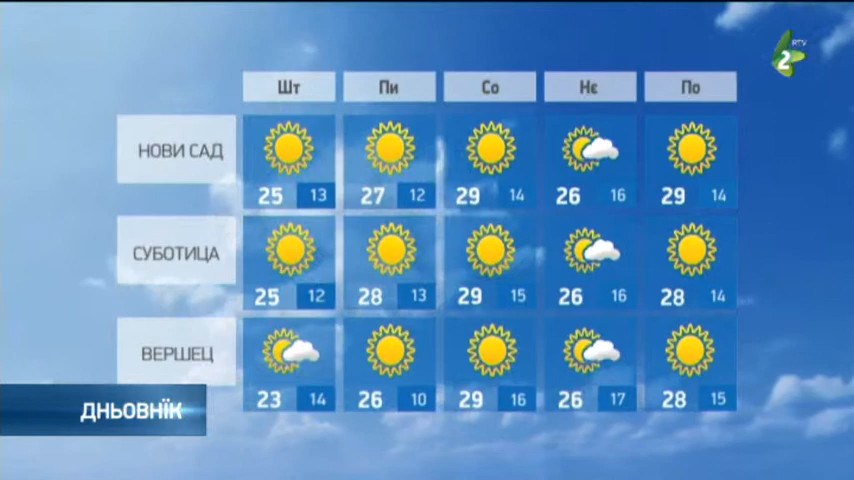 RTV
2
Шт Пи Со Нє По
НОВИ САД 25 13 27 12 29 14 26 16 29 14
СУБОТИЦА 25 12 28 13 29 15 26 16 28 14
ВЕРШЕЦ 23 14 26 10 29 16 26 17 28 15
ДНЬОВНЇК